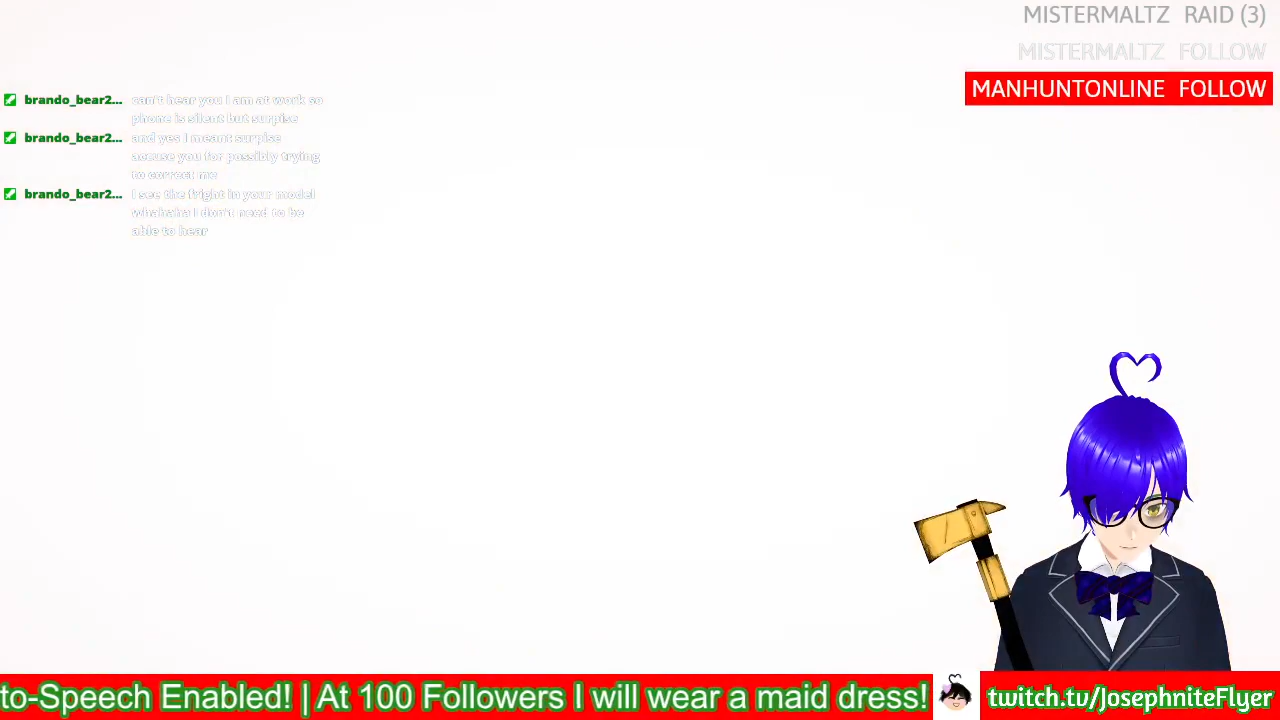 MISTERMALTZ RAID (3)
MISTERMALTZ FOLLOW
MANHUNTONLINE FOLLOW
brando_bear2... can't hear you I am at work so
phone is silent but surpise
brando_bear2... and yes I meant surpise
accuse you for possibly trying
to correct me
brando_bear2... I see the fright in your model
whahaha I don't need to be
able to hear
to-Speech Enabled! | At 100 Followers I will wear a maid dress!
twitch.tv/JosephniteFlyer